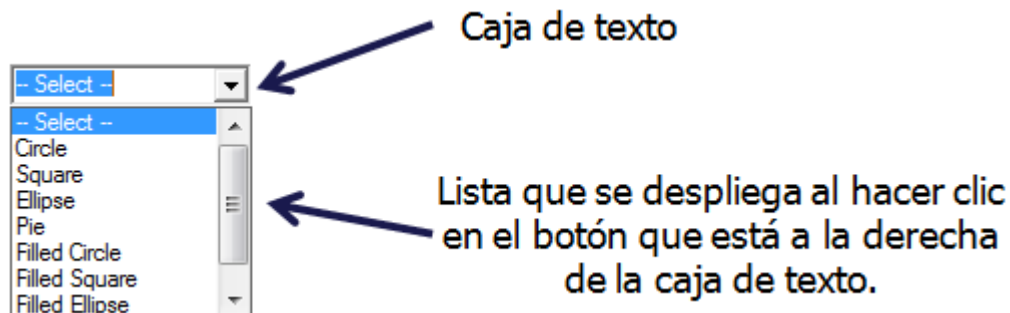 Caja de texto
-- Select --
-- Select --
Circle
Square
Ellipse
Pie
Filled Circle
Filled Square
Filled Ellipse
Lista que se despliega al hacer clic
en el botón que está a la derecha
de la caja de texto.